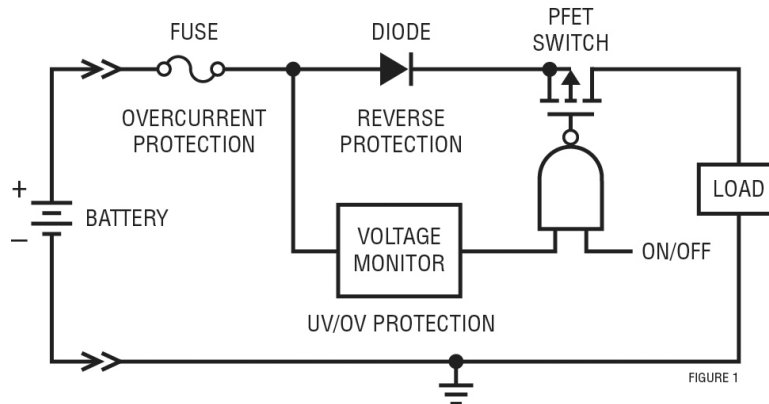 FUSE
DIODE
PFET
SWITCH
OVERCURRENT
PROTECTION
REVERSE
PROTECTION
+
BATTERY
–
VOLTAGE
MONITOR
LOAD
ON/OFF
UV/OV PROTECTION
FIGURE 1